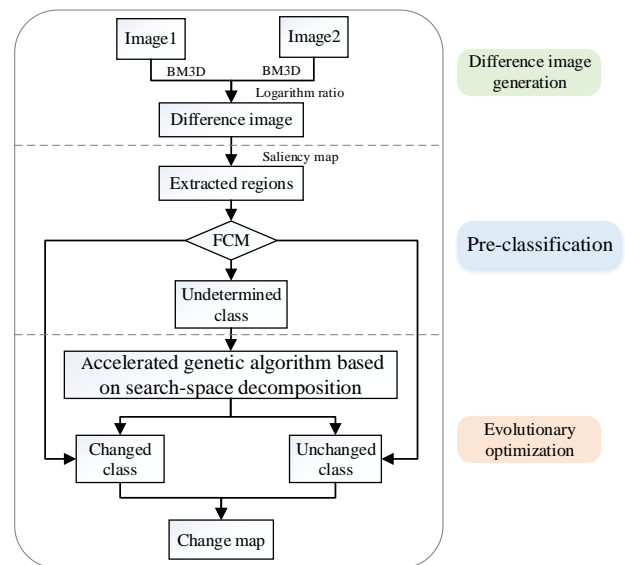 Image1
Image2
BM3D
BM3D
Logarithm ratio
Difference image
Difference image
generation
Saliency map
Extracted regions
FCM
Pre-classification
Undetermined
class
Accelerated genetic algorithm based
on search-space decomposition
Changed
class
Unchanged
class
Evolutionary
optimization
Change map